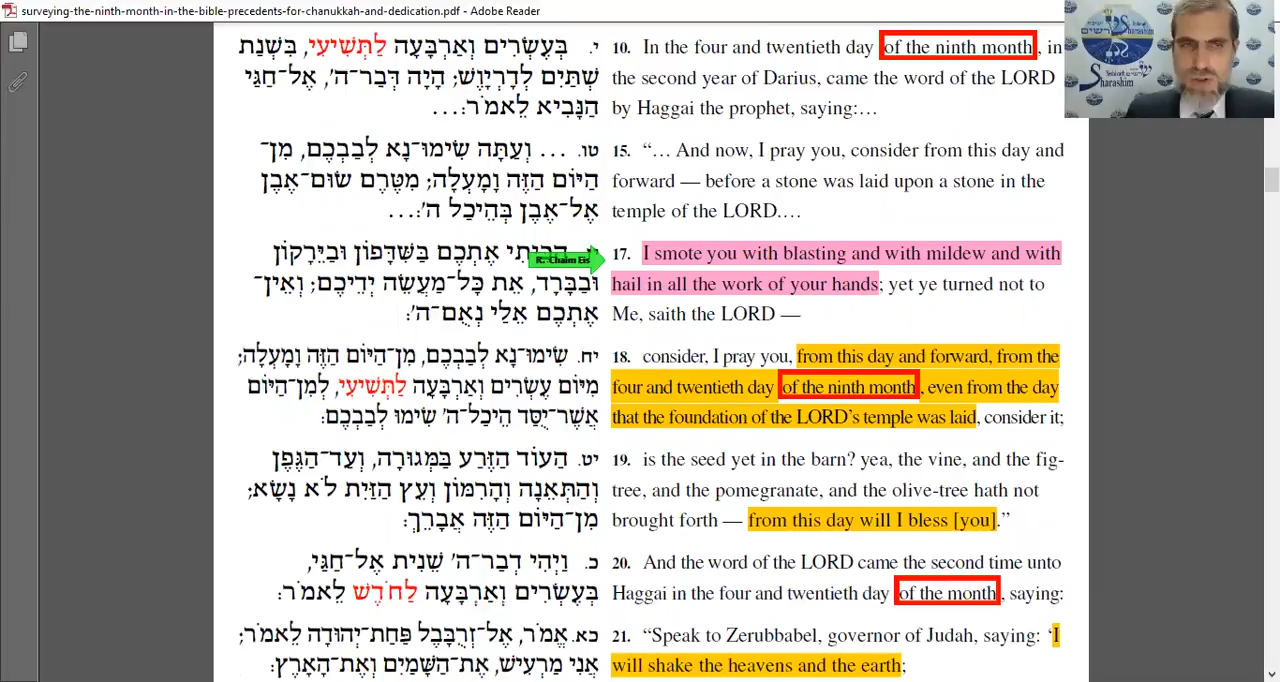 surveying-the-ninth-month-in-the-bible-precedents-for-chanukkah-and-dedication.pdf - Adobe Reader
י. בְּעֶשְׂרִים וְאַרְבָּעָה לַתְּשִׁיעִי, בִּשְׁנַת
שְׁתַּיִם לְדָרְיָוֶשׁ; הָיָה דְּבַר־ה', אֶל־חַגַּי
הַנָּבִיא לֵאמֹר:...
10. In the four and twentieth day of the ninth month, in
the second year of Darius, came the word of the LORD
by Haggai the prophet, saying:…
טו. ... וְעַתָּה שִׂימוּ־נָא לְבַבְכֶם, מִן־
הַיּוֹם הַזֶּה וָמָעְלָה; מִטֶּרֶם שׂוּם־אֶבֶן
אֶל־אֶבֶן בְּהֵיכַל ה':...
15. “… And now, I pray you, consider from this day and
forward — before a stone was laid upon a stone in the
temple of the LORD.…
אֶתְכֶם בַּשִּׁדָּפוֹן וּבַיֵּרָקוֹן
וּבַבָּרָד, אֵת כָּל־מַעֲשֵׂה יְדֵיכֶם; וְאֵין־
אֶתְכֶם אֵלַי נְאֻם־ה':
R. Chaim Eis
17. I smote you with blasting and with mildew and with
hail in all the work of your hands; yet ye turned not to
Me, saith the LORD —
יח. שִׂימוּ־נָא לְבַבְכֶם, מִן־הַיּוֹם הַזֶּה וָמָעְלָה;
מִיּוֹם עֶשְׂרִים וְאַרְבָּעָה לַתְּשִׁיעִי, לְמִן־הַיּוֹם
אֲשֶׁר־יֻסַּד הֵיכַל־ה' שִׂימוּ לְבַבְכֶם:
18. consider, I pray you, from this day and forward, from the
four and twentieth day of the ninth month, even from the day
that the foundation of the LORD’s temple was laid, consider it;
יט. הַעוֹד הַזֶּרַע בַּמְּגוּרָה, וְעַד־הַגֶּפֶן
וְהַתְּאֵנָה וְהָרִמּוֹן וְעֵץ הַזַּיִת לֹא נָשָׂא;
מִן־הַיּוֹם הַזֶּה אֲבָרֵךְ:
19. is the seed yet in the barn? yea, the vine, and the fig-
tree, and the pomegranate, and the olive-tree hath not
brought forth — from this day will I bless [you].”
כ. וַיְהִי דְבַר־ה' שֵׁנִית אֶל־חַגַּי,
בְּעֶשְׂרִים וְאַרְבָּעָה לַחֹדֶשׁ לֵאמֹר:
20. And the word of the LORD came the second time unto
Haggai in the four and twentieth day of the month, saying:
כא. אֱמֹר, אֶל־זְרֻבָּבֶל פַּחַת־יְהוּדָה לֵאמֹר;
אֲנִי מַרְעִישׁ, אֶת־הַשָּׁמַיִם וְאֶת־הָאָרֶץ:
21. “Speak to Zerubbabel, governor of Judah, saying: ‘I
will shake the heavens and the earth;